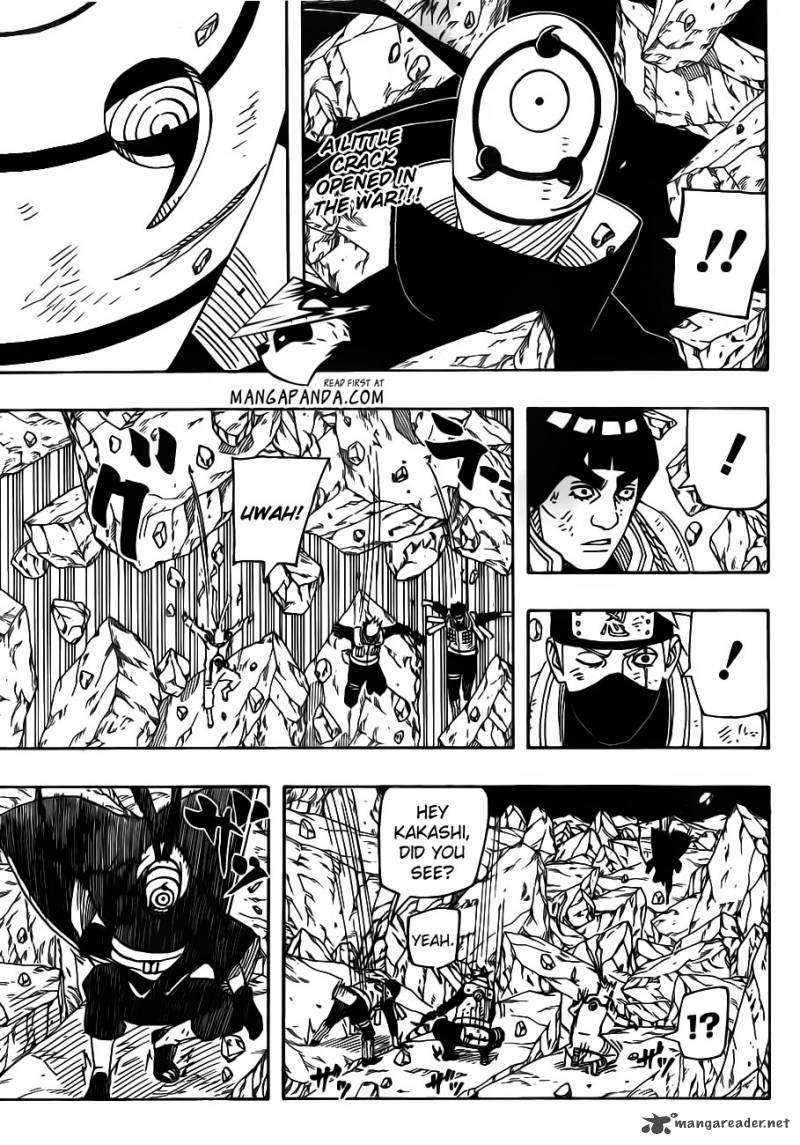 A LITTLE
CRACK
OPENED IN
THE WAR!!!
!!
READ FIRST AT
MANGAPANDA.COM
!
UWAH!
!
HEY
KAKASHI,
DID YOU
SEE?
YEAH.
!?
mangareader.net